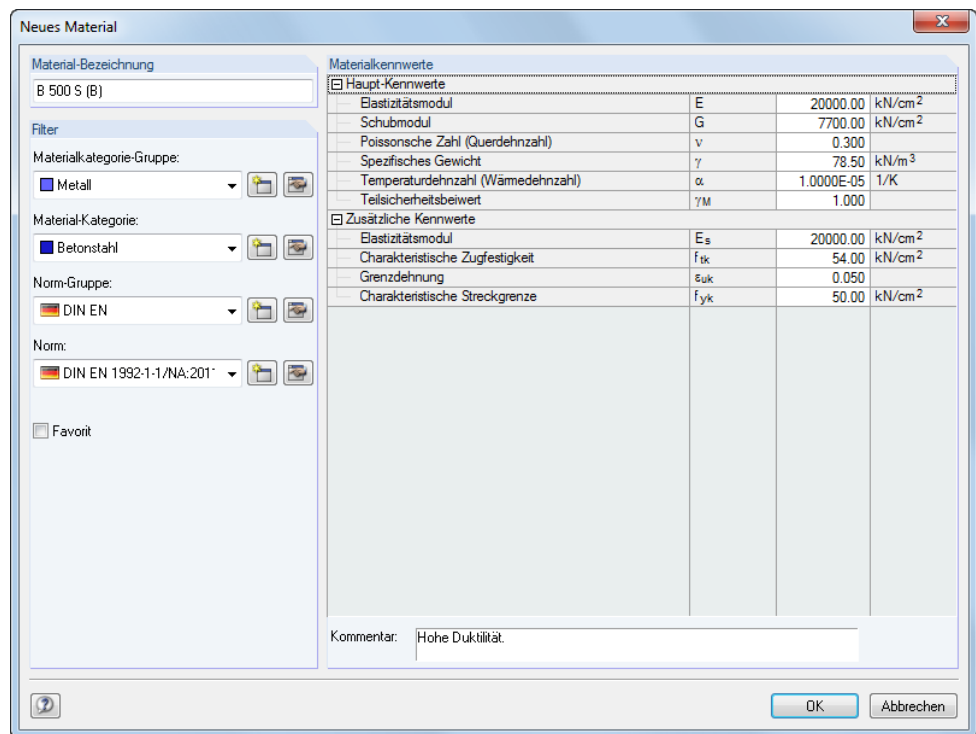 Neues Material
Material-Bezeichnung
B 500 S (B)
Filter
Materialkategorie-Gruppe:
Metall
Material-Kategorie:
Betonstahl
Norm-Gruppe:
DIN EN
Norm:
DIN EN 1992-1-1/NA:201
Favorit
Materialkennwerte
Haupt-Kennwerte
Elastizitätsmodul E 20000.00 kN/cm2
Schubmodul G 7700.00 kN/cm2
Poissonsche Zahl (Querdehnzahl) ν 0.300
Spezifisches Gewicht γ 78.50 kN/m3
Temperaturdehnzahl (Wärmedehnzahl) α 1.0000E-05 1/K
Teilsicherheitsbeiwert γM 1.000
Zusätzliche Kennwerte
Elastizitätsmodul Es 20000.00 kN/cm2
Charakteristische Zugfestigkeit ftk 54.00 kN/cm2
Grenzdehnung εuk 0.050
Charakteristische Streckgrenze fyk 50.00 kN/cm2
Kommentar: Hohe Duktilität.
OK Abbrechen